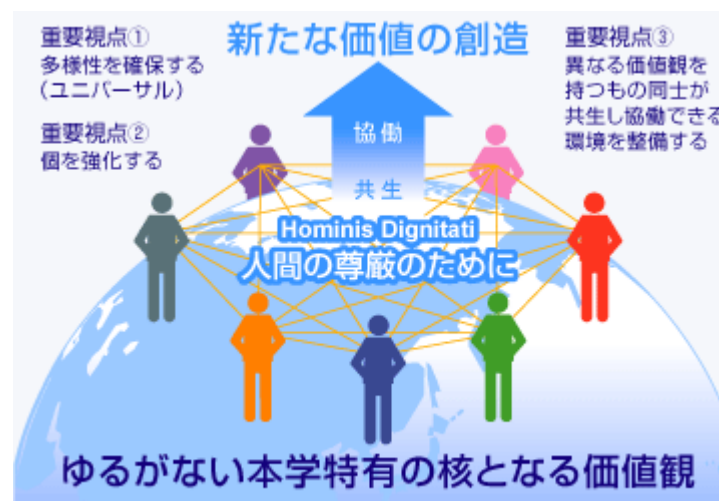 重要視点①
多様性を確保する
(ユニバーサル)
重要視点②
個を強化する
新たな価値の創造
重要視点③
異なる価値観を
持つもの同士が
共生し協働できる
環境を整備する
協働
共生
Hominis Dignitati
人間の尊厳のために
ゆるがない本学特有の核となる価値観